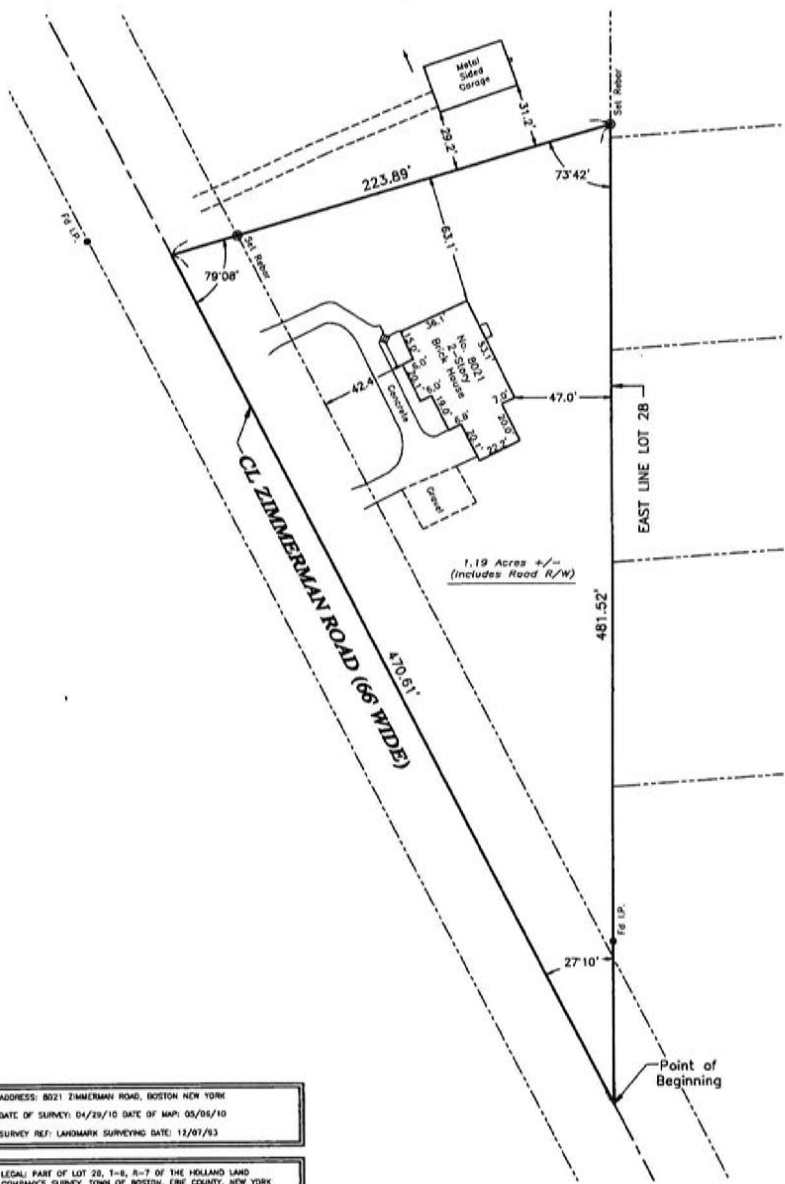 Metal
Sided
Garage
Set Rebar
31.2'
29.2'
223.89'
73°42'
Fd I.P.
Set Rebar
79°08'
63.1'
36.1'
53.1'
No. 8021
2-Story
Brick House
15.0'
20.1'
6.0'
19.0'
20.1'
22.2'
20.0'
7.0'
42.4
Concrete
47.0'
Gravel
EAST LINE LOT 28
CL ZIMMERMAN ROAD (66' WIDE)
1.19 Acres +/-
(includes Road R/W)
481.52'
470.61'
Fd I.P.
27°10'
Point of
Beginning
ADDRESS: 8021 ZIMMERMAN ROAD, BOSTON NEW YORK
DATE OF SURVEY: 04/29/10 DATE OF MAP: 05/06/10
SURVEY REF: LANDMARK SURVEYING DATE: 12/07/93
LEGAL: PART OF LOT 28, T-8, R-7 OF THE HOLLAND LAND
COMPANY'S SURVEY, TOWN OF BOSTON, ERIE COUNTY, NEW YORK